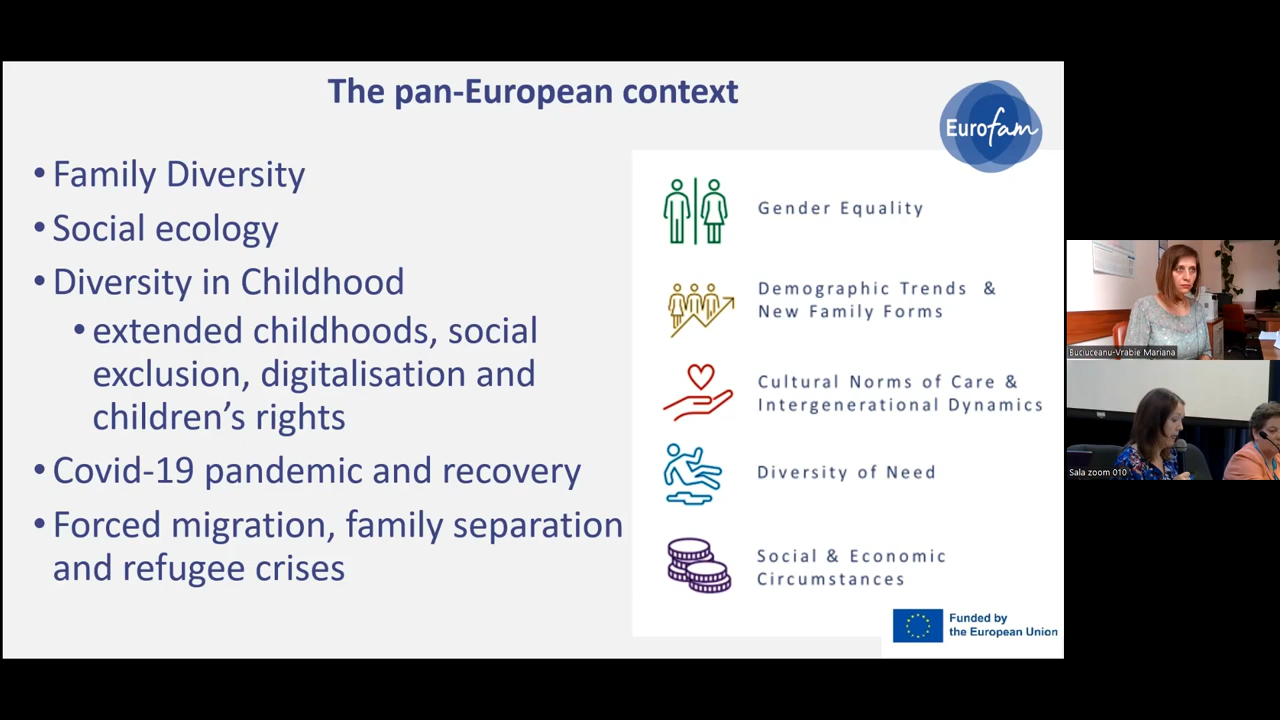 The pan-European context
Eurofam
• Family Diversity
• Social ecology
• Diversity in Childhood
• extended childhoods, social
exclusion, digitalisation and
children's rights
• Covid-19 pandemic and recovery
• Forced migration, family separation
and refugee crises
Gender Equality
Demographic Trends &
New Family Forms
Cultural Norms of Care &
Intergenerational Dynamics
Diversity of Need
Social & Economic
Circumstances
Funded by
the European Union
Buciuceanu-Vrabie Mariana
Sala zoom 010